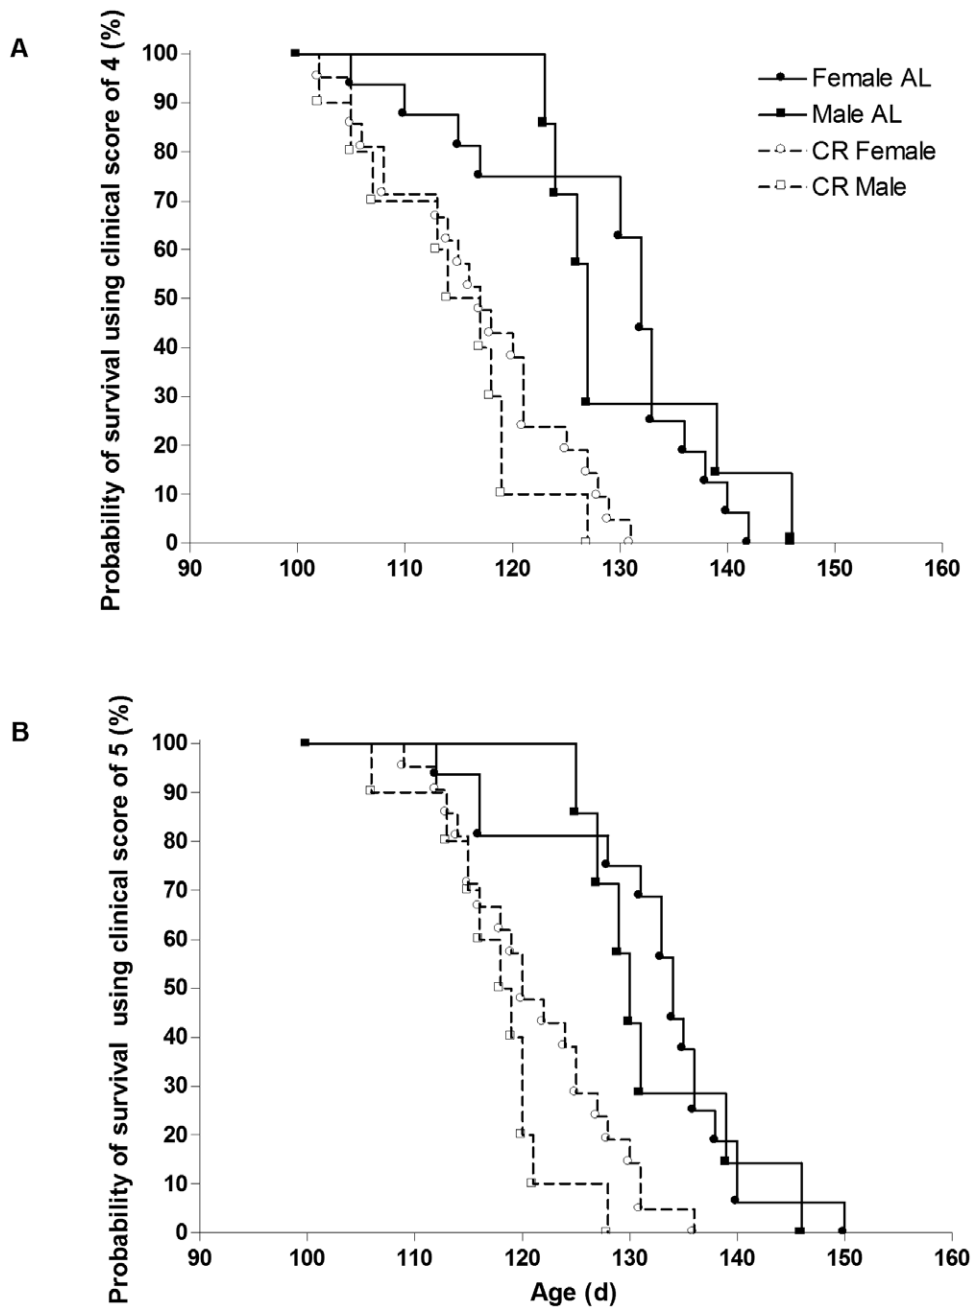 A
Probability of survival using clinical score of 4 (%)
100
90
80
70
60
50
40
30
20
10
0
90 100 110 120 130 140 150 160
Female AL
Male AL
CR Female
CR Male
B
Probability of survival using clinical score of 5 (%)
100
90
80
70
60
50
40
30
20
10
0
90 100 110 120 130 140 150 160
Age (d)